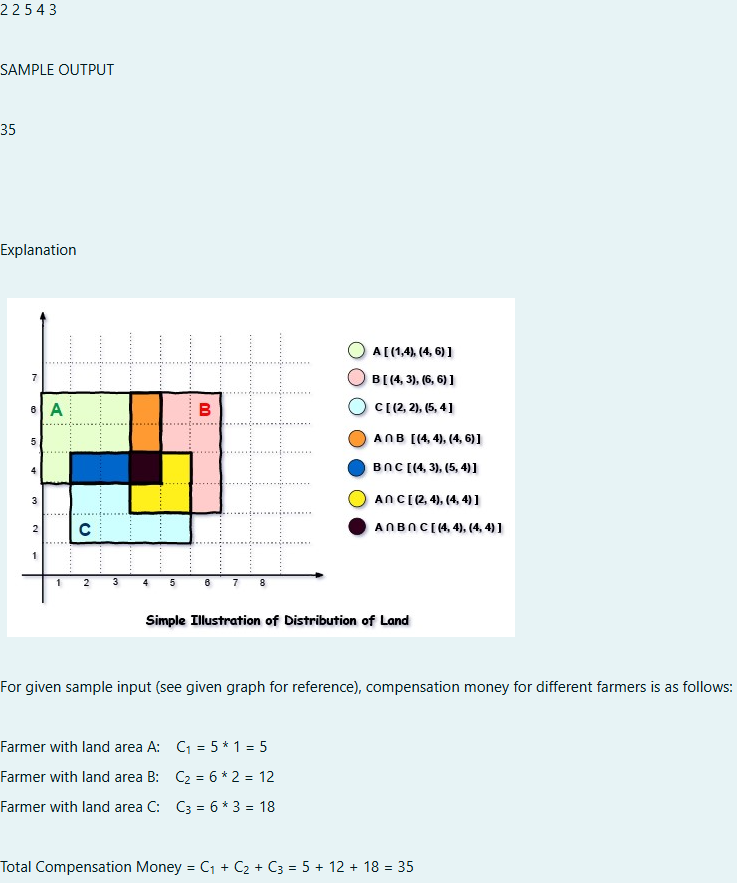 2 2 5 4 3
SAMPLE OUTPUT
35
Explanation
7
6
5
4
3
2
1
A
B
C
1 2 3 4 5 6 7 8
A [ (1,4), (4, 6) ]
B [ (4, 3), (6, 6) ]
C [ (2, 2), (5, 4 ]
A ∩ B [(4, 4), (4, 6)]
B ∩ C [(4, 3), (5, 4)]
A ∩ C [ (2, 4), (4, 4) ]
A ∩ B ∩ C [ (4, 4), (4, 4) ]
Simple Illustration of Distribution of Land
For given sample input (see given graph for reference), compensation money for different farmers is as follows:
Farmer with land area A: C₁ = 5 * 1 = 5
Farmer with land area B: C₂ = 6 * 2 = 12
Farmer with land area C: C₃ = 6 * 3 = 18
Total Compensation Money = C₁ + C₂ + C₃ = 5 + 12 + 18 = 35